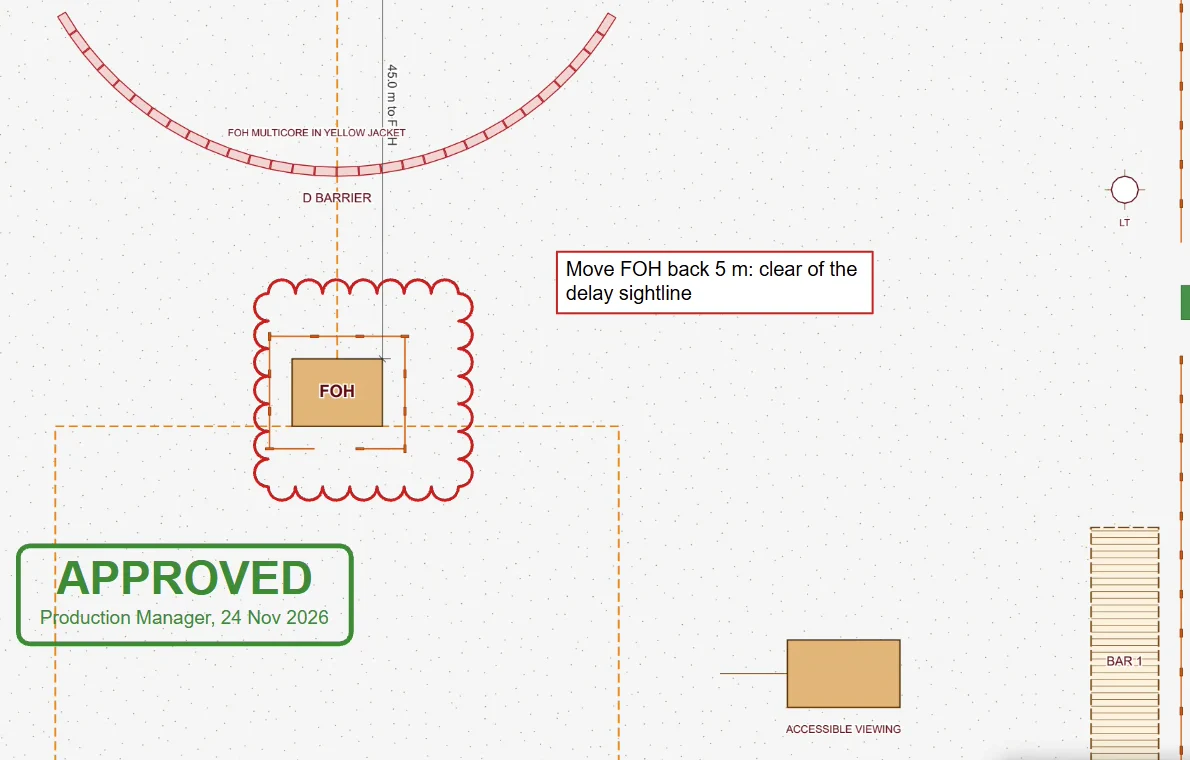 45.0 m to FOH
FOH MULTICORE IN YELLOW JACKET
D BARRIER
LT
Move FOH back 5 m: clear of the
delay sightline
FOH
APPROVED
Production Manager, 24 Nov 2026
BAR 1
ACCESSIBLE VIEWING